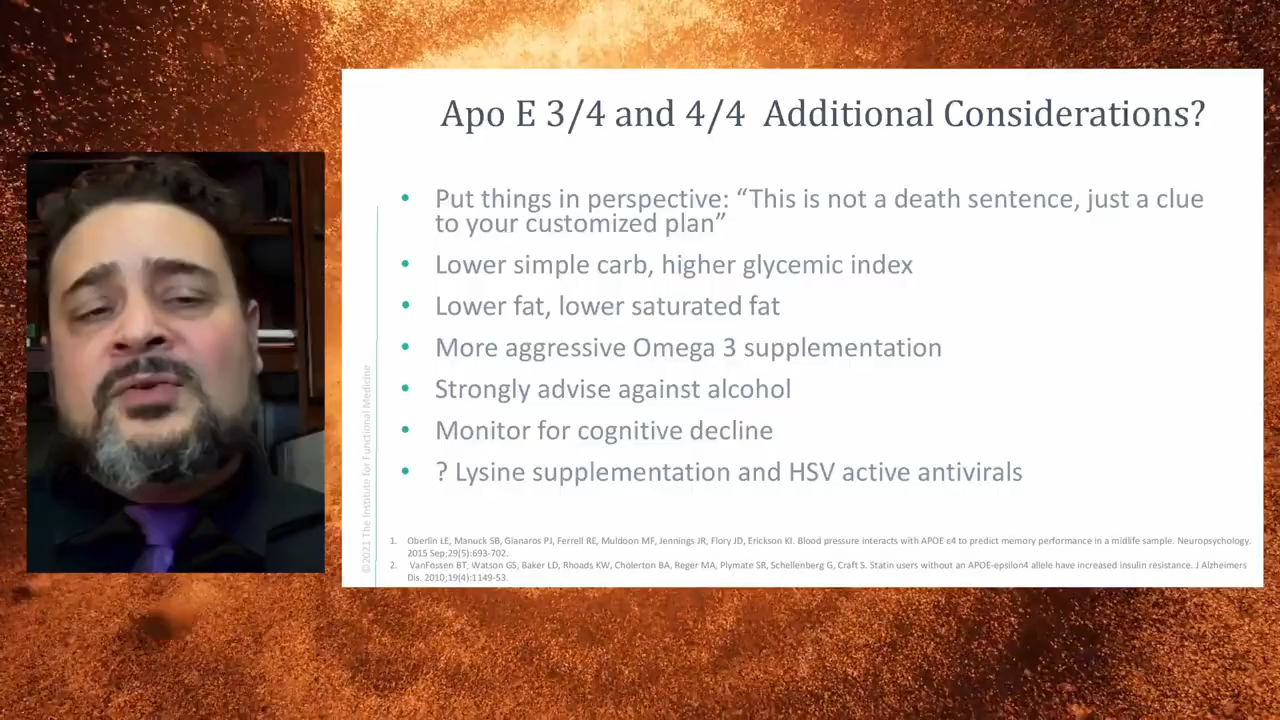 Apo E 3/4 and 4/4 Additional Considerations?
• Put things in perspective: “This is not a death sentence, just a clue
to your customized plan”
• Lower simple carb, higher glycemic index
• Lower fat, lower saturated fat
• More aggressive Omega 3 supplementation
• Strongly advise against alcohol
• Monitor for cognitive decline
• ? Lysine supplementation and HSV active antivirals
©2021 The Institute for Functional Medicine
1. Oberlin LE, Manuck SB, Gianaros PJ, Ferrell RE, Muldoon MF, Jennings JR, Flory JD, Erickson KI. Blood pressure interacts with APOE ε4 to predict memory performance in a midlife sample. Neuropsychology.
2015 Sep;29(5):693-702.
2. VanFossen BT, Watson GS, Baker LD, Rhoads KW, Cholerton BA, Reger MA, Plymate SR, Schellenberg G, Craft S. Statin users without an APOE-epsilon4 allele have increased insulin resistance. J Alzheimers
Dis. 2010;19(4):1149-53.